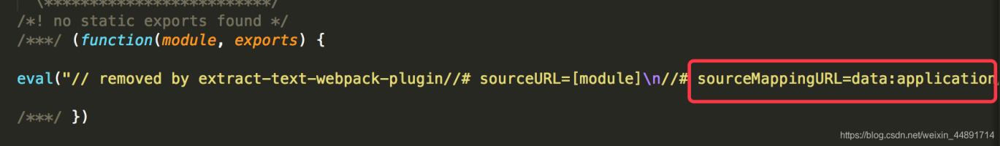 \**************************/
/*! no static exports found */
/***/ (function(module, exports) {
eval("// removed by extract-text-webpack-plugin//# sourceURL=[module]\n//# sourceMappingURL=data:application
/***/ })
https://blog.csdn.net/weixin_44891714